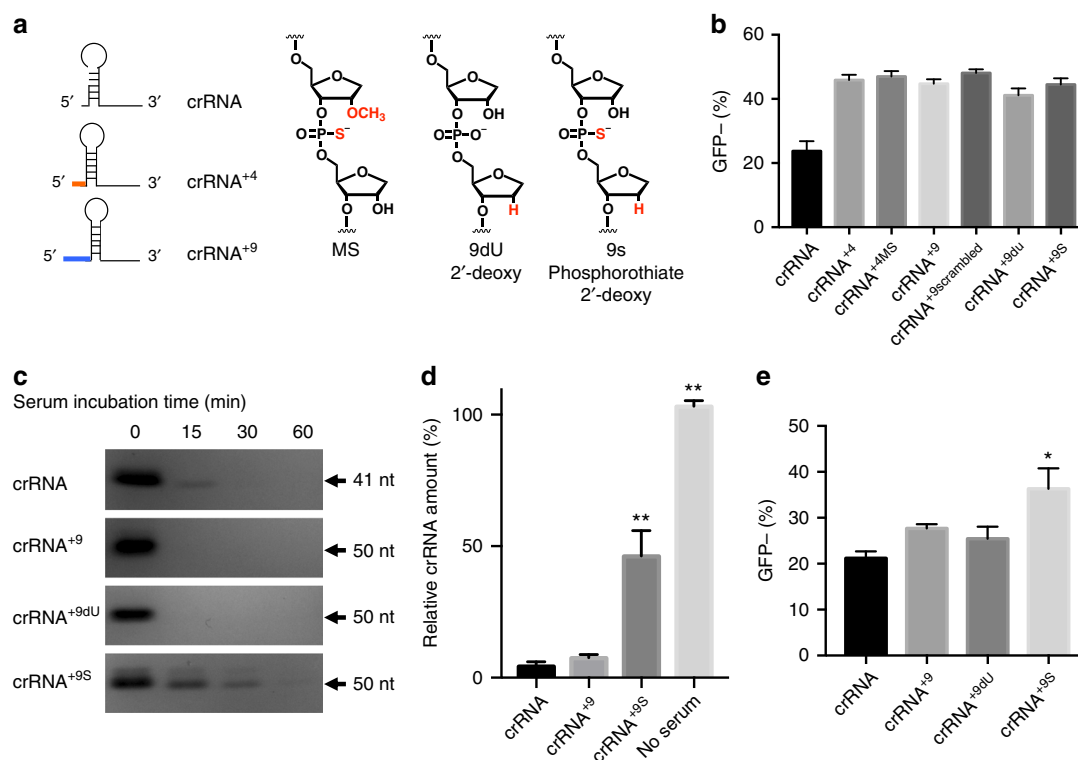 a
5′ 3′ crRNA
5′ 3′ crRNA+4
5′ 3′ crRNA+9
O
O
OCH3
O
O=P–S−
O
O
OH
O
MS
O
O
OH
O
O=P–O−
O
O
H
O
9dU
2′-deoxy
O
O
OH
O
O=P–S−
O
O
H
O
9s
Phosphorothiate
2′-deoxy
b
GFP– (%)
60
40
20
0
crRNA
crRNA+4
crRNA+4MS
crRNA+9
crRNA+9scrambled
crRNA+9du
crRNA+9S
c
Serum incubation time (min)
0 15 30 60
crRNA 41 nt
crRNA+9 50 nt
crRNA+9dU 50 nt
crRNA+9S 50 nt
d
Relative crRNA amount (%)
100
50
0
**
**
crRNA
crRNA+9
crRNA+9S
No serum
e
GFP– (%)
50
40
30
20
10
0
*
crRNA
crRNA+9
crRNA+9dU
crRNA+9S